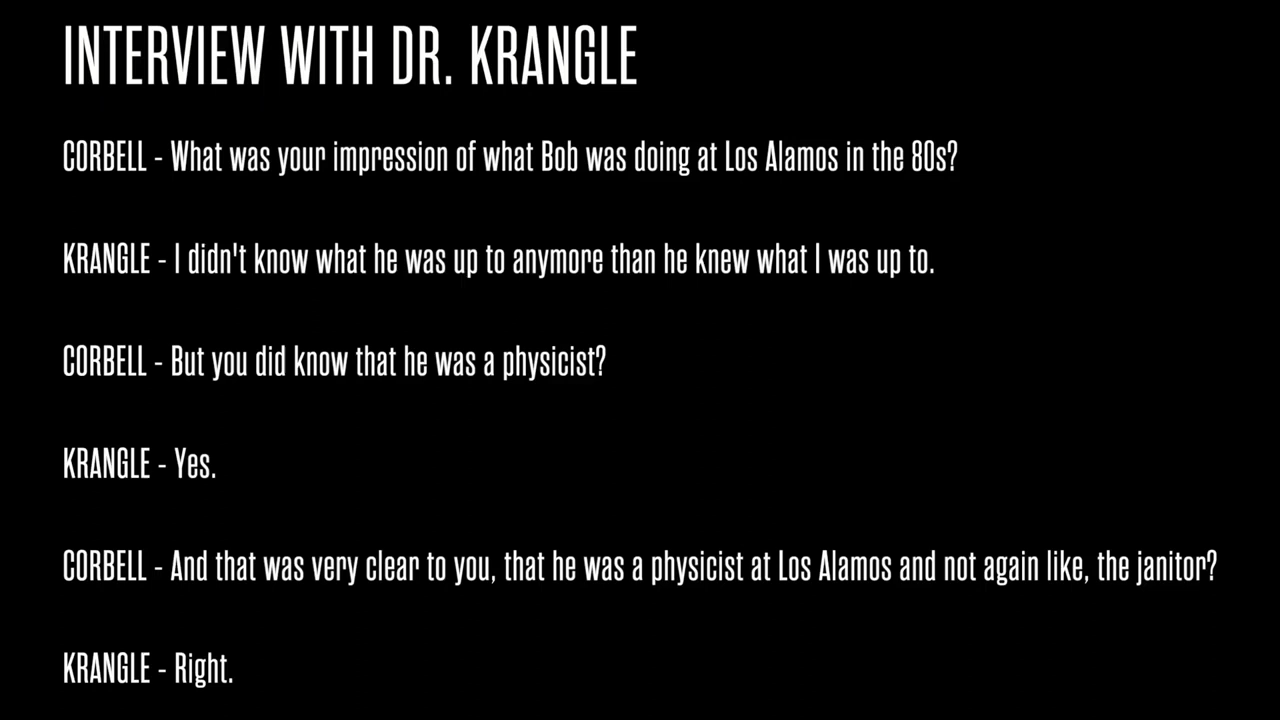 INTERVIEW WITH DR. KRANGLE
CORBELL - What was your impression of what Bob was doing at Los Alamos in the 80s?
KRANGLE - I didn't know what he was up to anymore than he knew what I was up to.
CORBELL - But you did know that he was a physicist?
KRANGLE - Yes.
CORBELL - And that was very clear to you, that he was a physicist at Los Alamos and not again like, the janitor?
KRANGLE - Right.